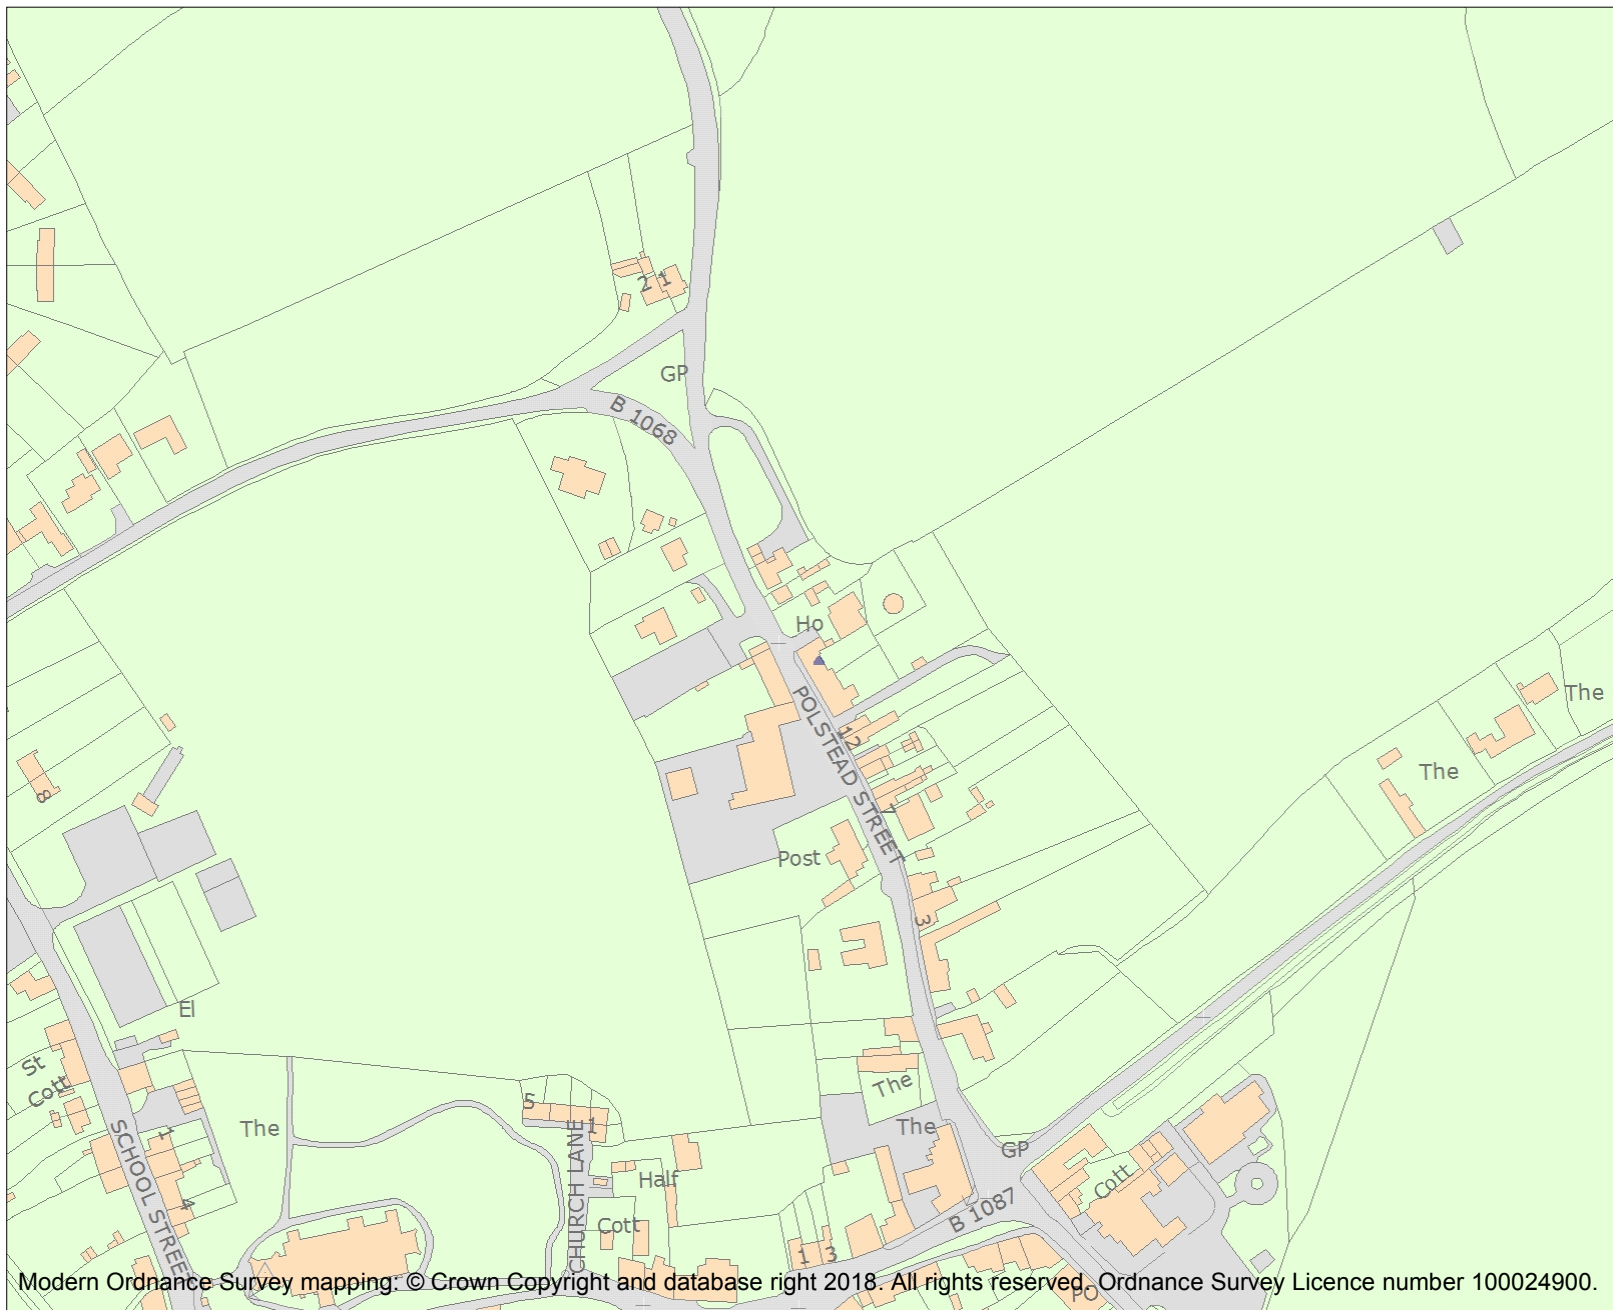 2 1
GP
B 1068
Ho
POLSTEAD STREET
12
The
The
8
7
Post
3
El
St
Cott
The
5
1
The
The
GP
SCHOOL STREET
1
4
CHURCH LANE
Half
Cott
Cott
B 1087
1 3
PO
Modern Ordnance Survey mapping: © Crown Copyright and database right 2018. All rights reserved. Ordnance Survey Licence number 100024900.